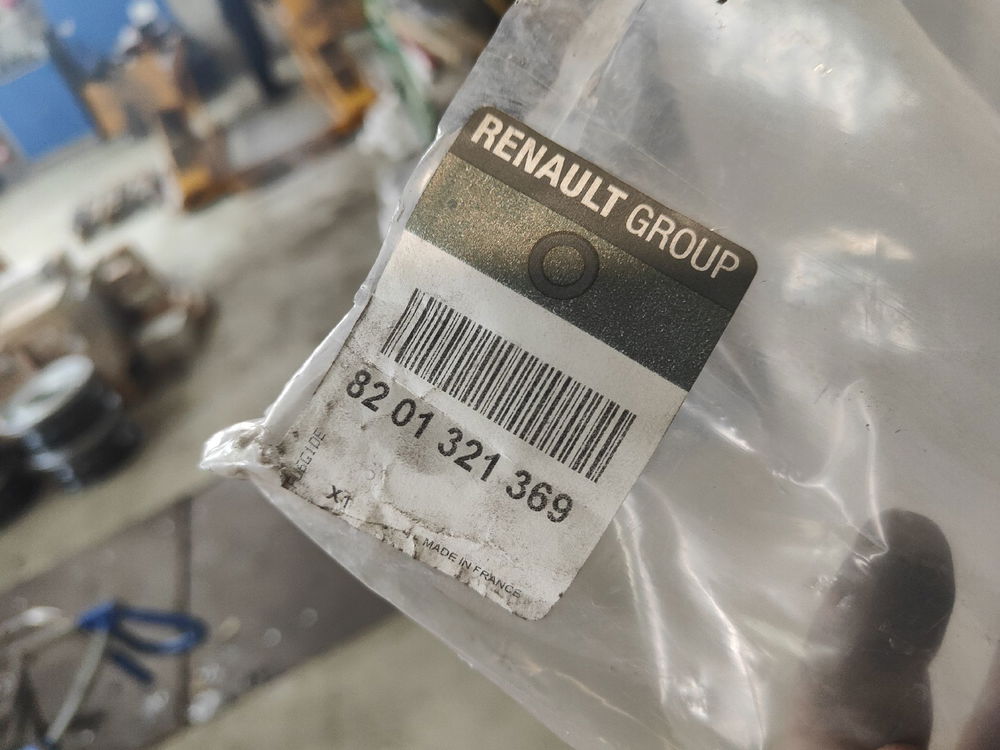 RENAULT GROUP
82 01 321 369
X1
MADE IN FRANCE